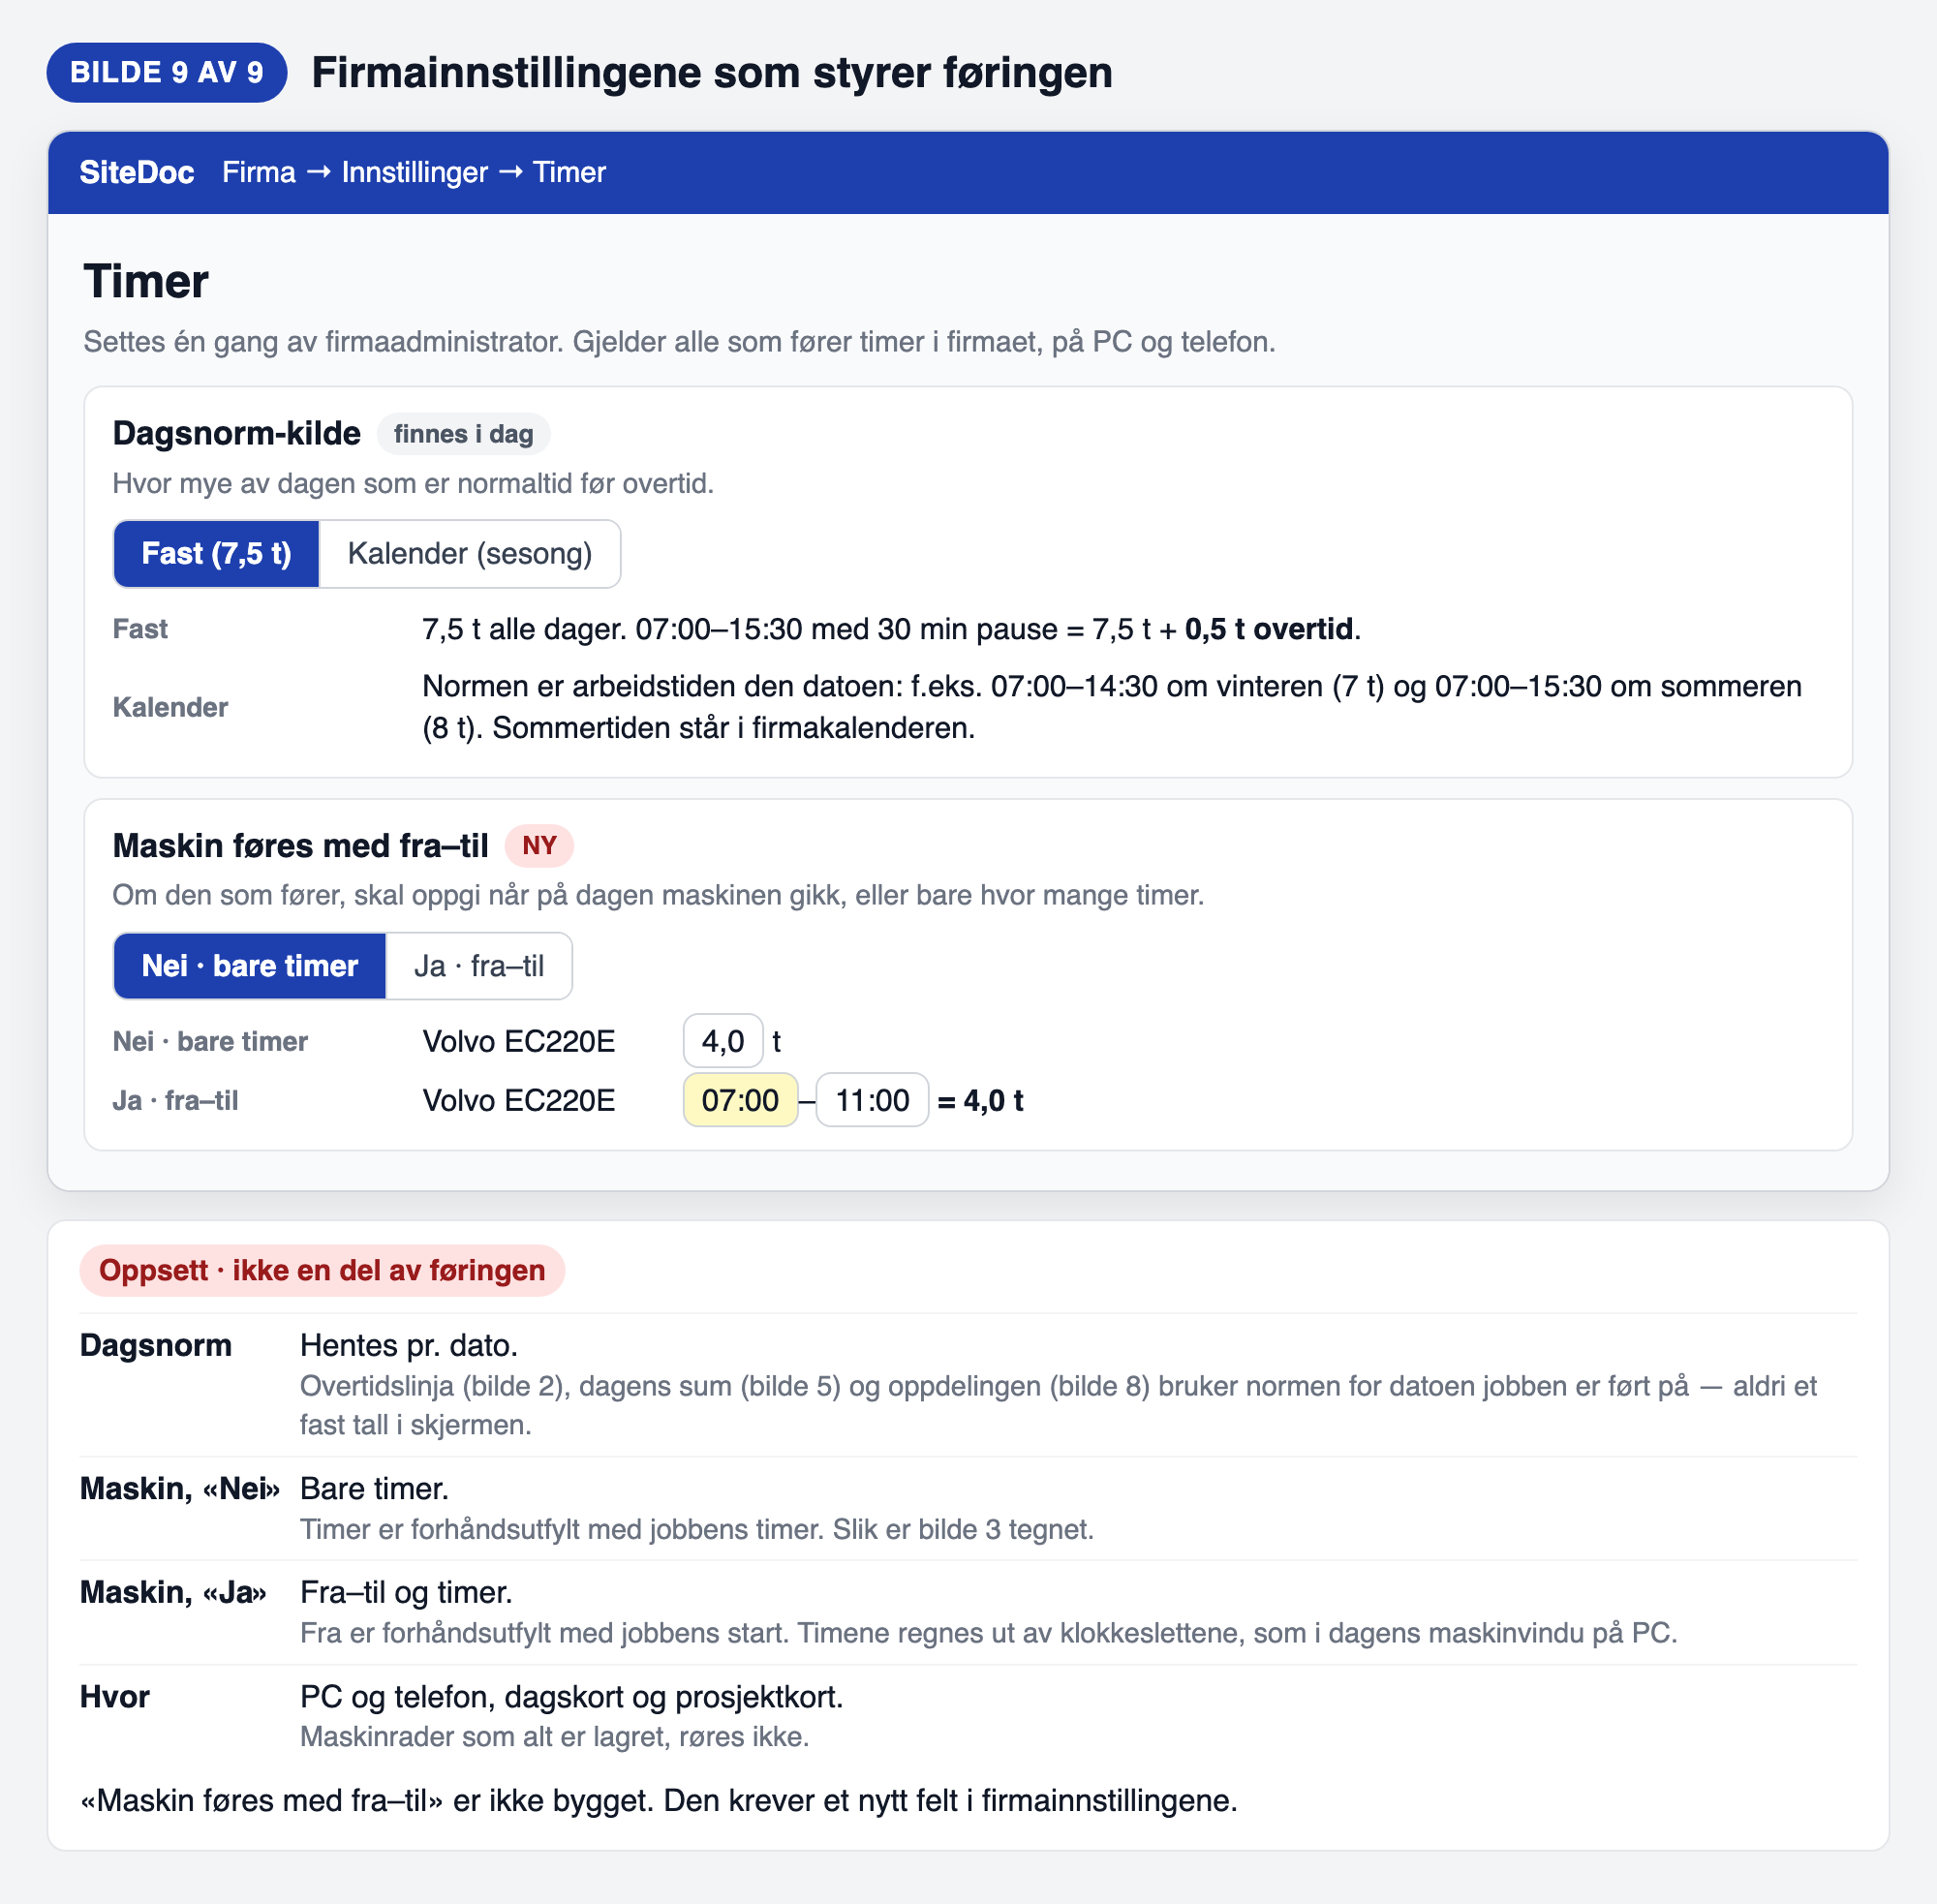 BILDE 9 AV 9 Firmainnstillingene som styrer føringen
SiteDoc Firma → Innstillinger → Timer
Timer
Settes én gang av firmaadministrator. Gjelder alle som fører timer i firmaet, på PC og telefon.
Dagsnorm-kilde finnes i dag
Hvor mye av dagen som er normaltid før overtid.
Fast (7,5 t) Kalender (sesong)
Fast 7,5 t alle dager. 07:00–15:30 med 30 min pause = 7,5 t + 0,5 t overtid.
Kalender Normen er arbeidstiden den datoen: f.eks. 07:00–14:30 om vinteren (7 t) og 07:00–15:30 om sommeren
(8 t). Sommertiden står i firmakalenderen.
Maskin føres med fra–til NY
Om den som fører, skal oppgi når på dagen maskinen gikk, eller bare hvor mange timer.
Nei · bare timer Ja · fra–til
Nei · bare timer Volvo EC220E 4,0 t
Ja · fra–til Volvo EC220E 07:00–11:00 = 4,0 t
Oppsett · ikke en del av føringen
Dagsnorm Hentes pr. dato.
Overtidslinja (bilde 2), dagens sum (bilde 5) og oppdelingen (bilde 8) bruker normen for datoen jobben er ført på — aldri et
fast tall i skjermen.
Maskin, «Nei» Bare timer.
Timer er forhåndsutfylt med jobbens timer. Slik er bilde 3 tegnet.
Maskin, «Ja» Fra–til og timer.
Fra er forhåndsutfylt med jobbens start. Timene regnes ut av klokkeslettene, som i dagens maskinvindu på PC.
Hvor PC og telefon, dagskort og prosjektkort.
Maskinrader som alt er lagret, røres ikke.
«Maskin føres med fra–til» er ikke bygget. Den krever et nytt felt i firmainnstillingene.